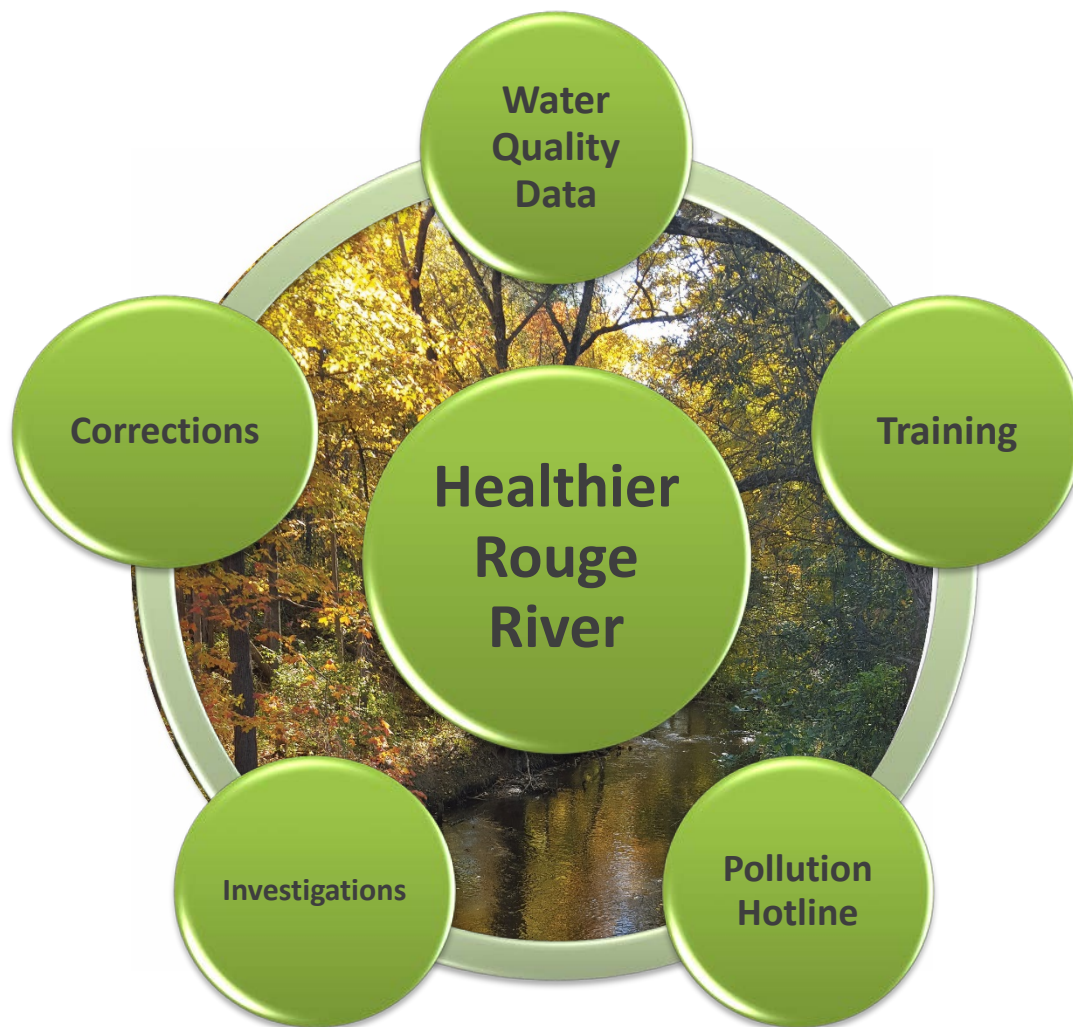 Water
Quality
Data
Corrections
Training
Healthier
Rouge
River
Investigations
Pollution
Hotline